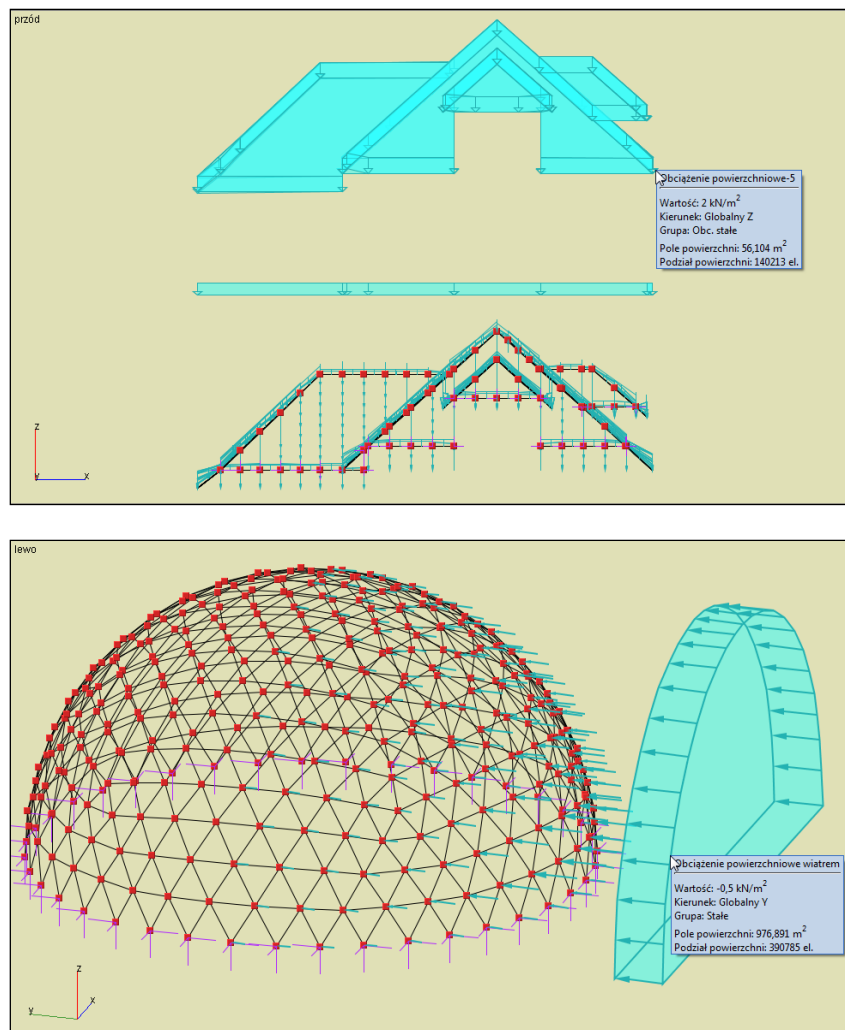 przód
Obciążenie powierzchniowe-5
Wartość: 2 kN/m²
Kierunek: Globalny Z
Grupa: Obc. stałe
Pole powierzchni: 56,104 m²
Podział powierzchni: 140213 el.
z
y
x
lewo
Obciążenie powierzchniowe wiatrem
Wartość: -0,5 kN/m²
Kierunek: Globalny Y
Grupa: Stałe
Pole powierzchni: 976,891 m²
Podział powierzchni: 390785 el.
z
x
y